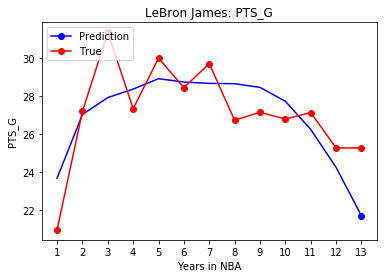 LeBron James: PTS_G
Prediction
True
PTS_G
30
28
26
24
22
1 2 3 4 5 6 7 8 9 10 11 12 13
Years in NBA